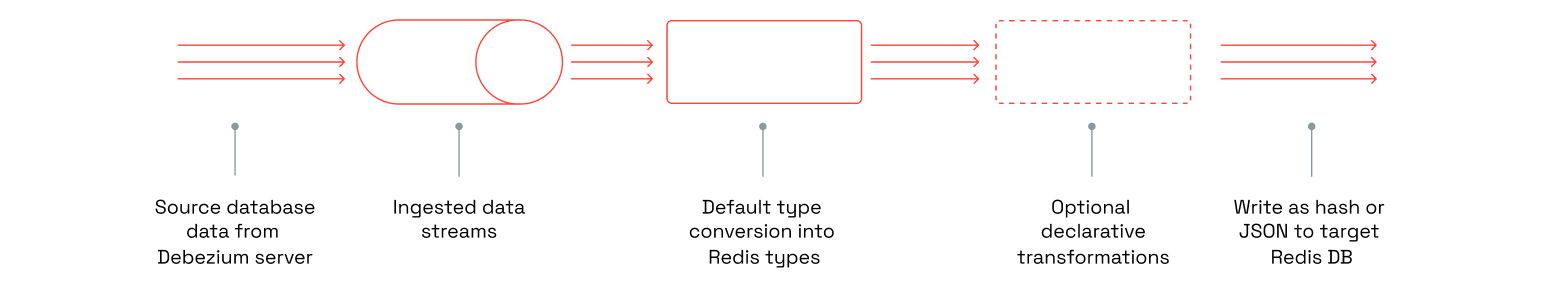 Source database
data from
Debezium server
Ingested data
streams
Default type
conversion into
Redis types
Optional
declarative
transformations
Write as hash or
JSON to target
Redis DB